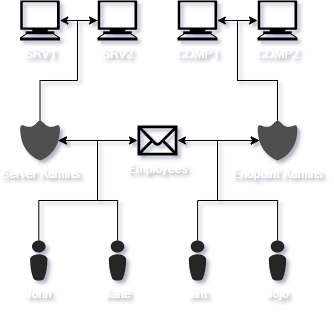 SRV1
SRV2
COMP1
COMP2
Server Admins
Employees
Endpoint Admins
John
Jane
Jim
Jojo